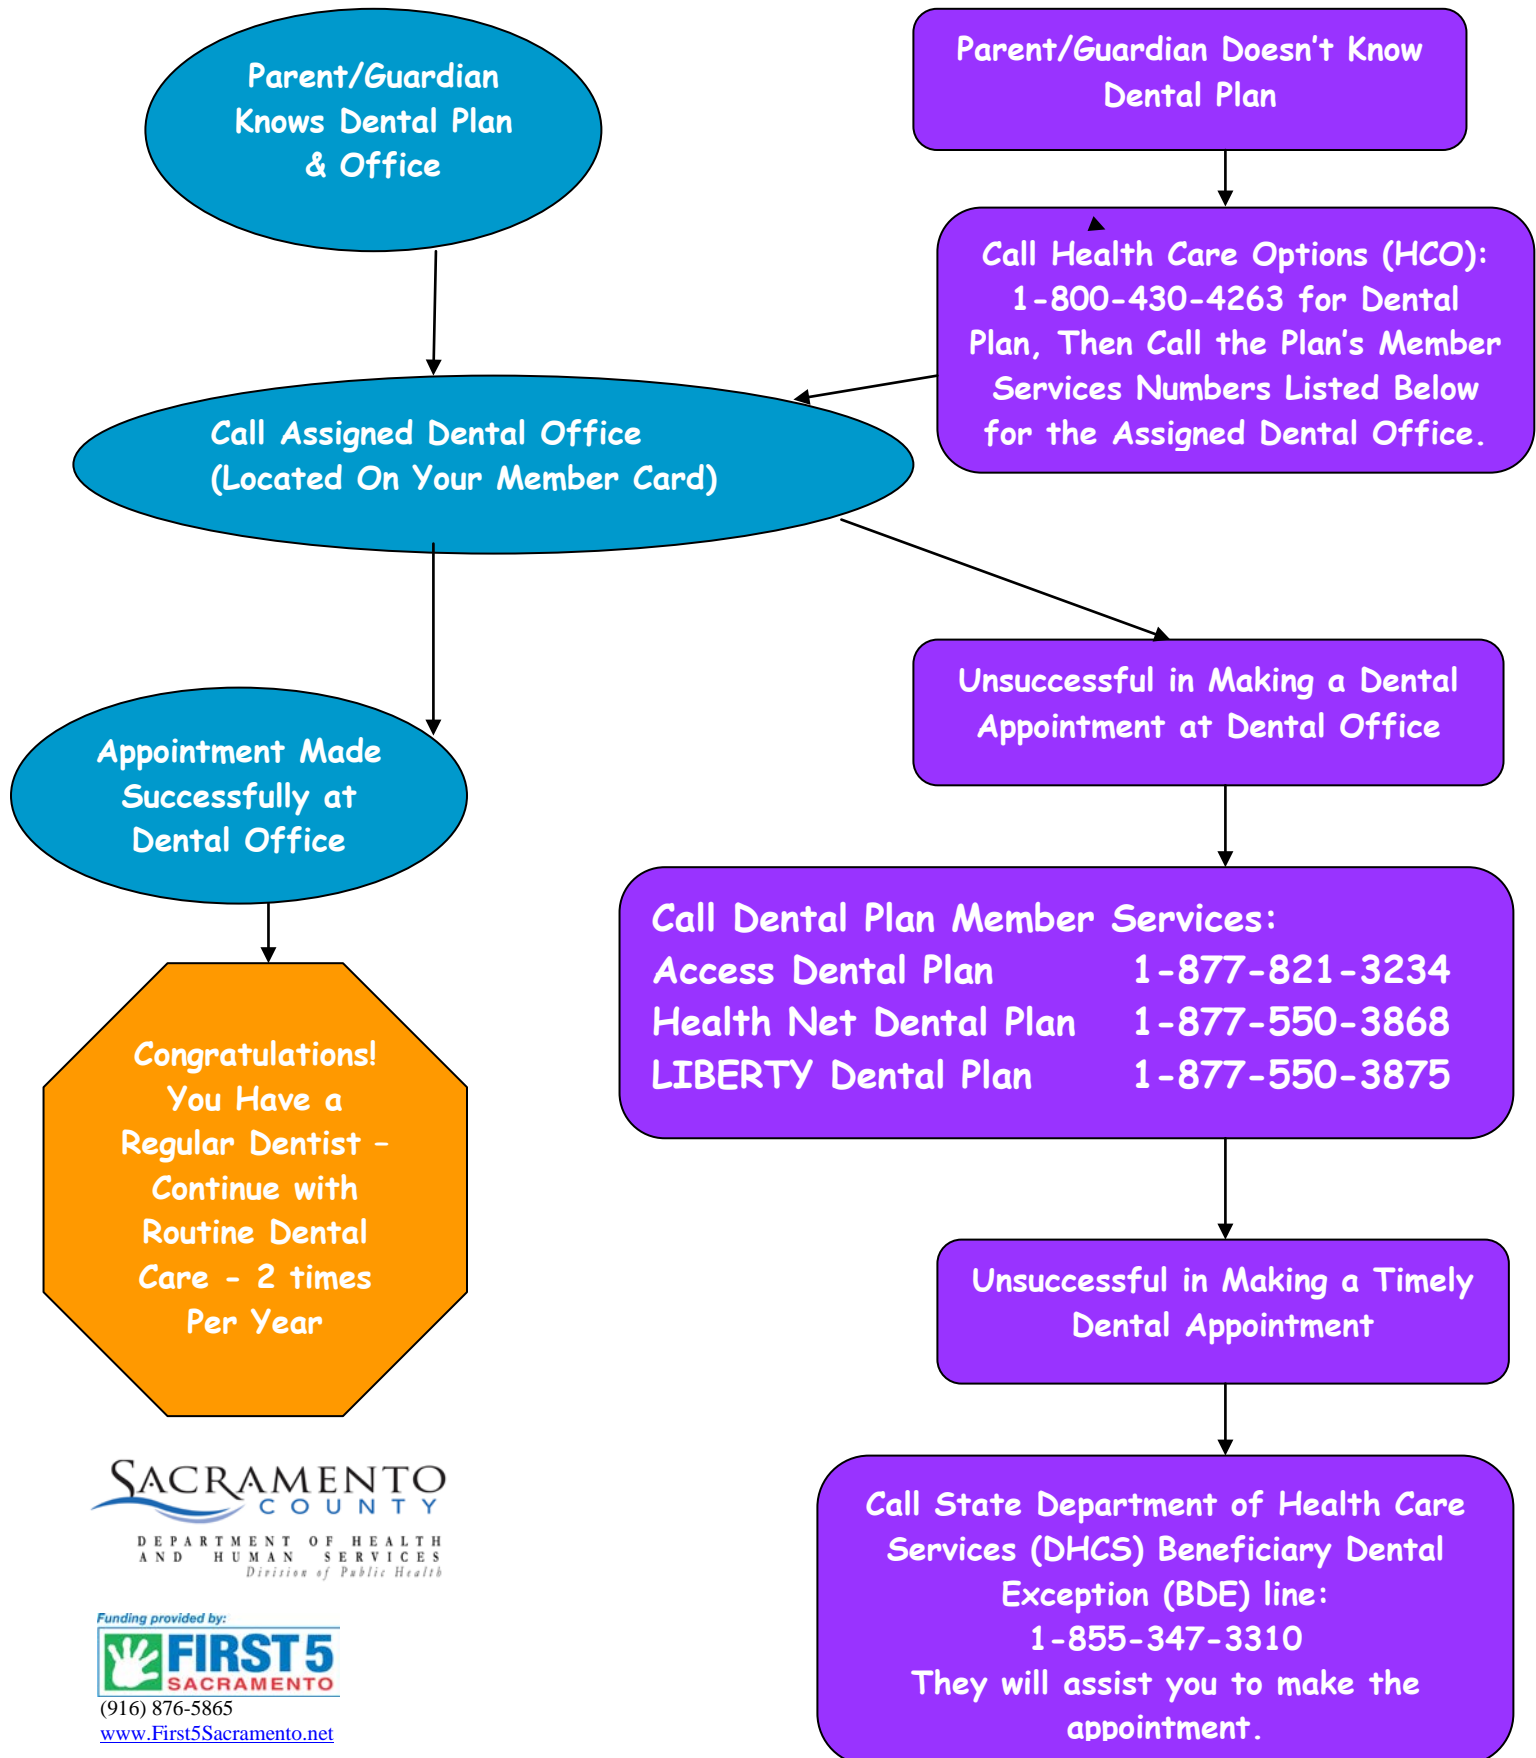 Parent/Guardian
Knows Dental Plan
& Office
Parent/Guardian Doesn't Know
Dental Plan
Call Health Care Options (HCO):
1-800-430-4263 for Dental
Plan, Then Call the Plan's Member
Services Numbers Listed Below
for the Assigned Dental Office.
Call Assigned Dental Office
(Located On Your Member Card)
Unsuccessful in Making a Dental
Appointment at Dental Office
Appointment Made
Successfully at
Dental Office
Call Dental Plan Member Services:
Access Dental Plan 1-877-821-3234
Health Net Dental Plan 1-877-550-3868
LIBERTY Dental Plan 1-877-550-3875
Congratulations!
You Have a
Regular Dentist –
Continue with
Routine Dental
Care - 2 times
Per Year
Unsuccessful in Making a Timely
Dental Appointment
Call State Department of Health Care
Services (DHCS) Beneficiary Dental
Exception (BDE) line:
1-855-347-3310
They will assist you to make the
appointment.
SACRAMENTO
COUNTY
DEPARTMENT OF HEALTH
AND HUMAN SERVICES
Division of Public Health
Funding provided by:
FIRST 5
SACRAMENTO
(916) 876-5865
www.First5Sacramento.net